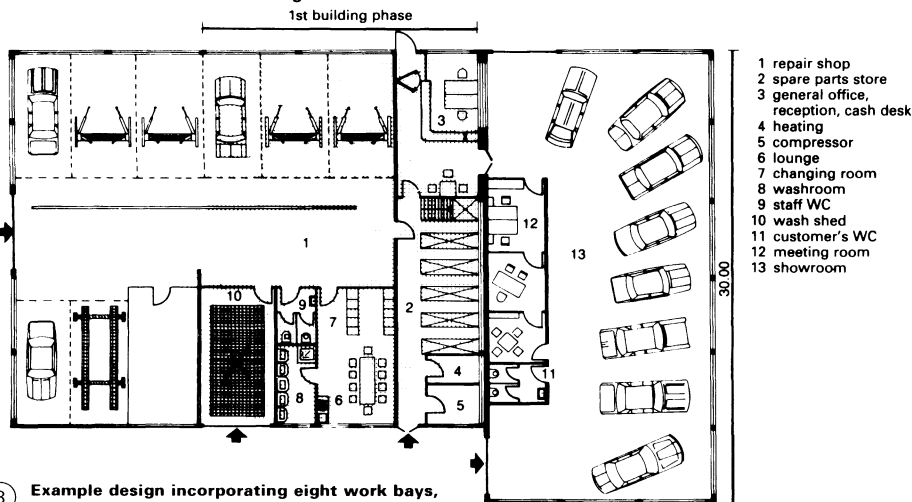 1st building phase
1 repair shop
2 spare parts store
3 general office,
reception, cash desk
4 heating
5 compressor
6 lounge
7 changing room
8 washroom
9 staff WC
10 wash shed
11 customer's WC
12 meeting room
13 showroom
3
12
13
1
30.00
10
9
7
2
4
11
8
6
5
Example design incorporating eight work bays,